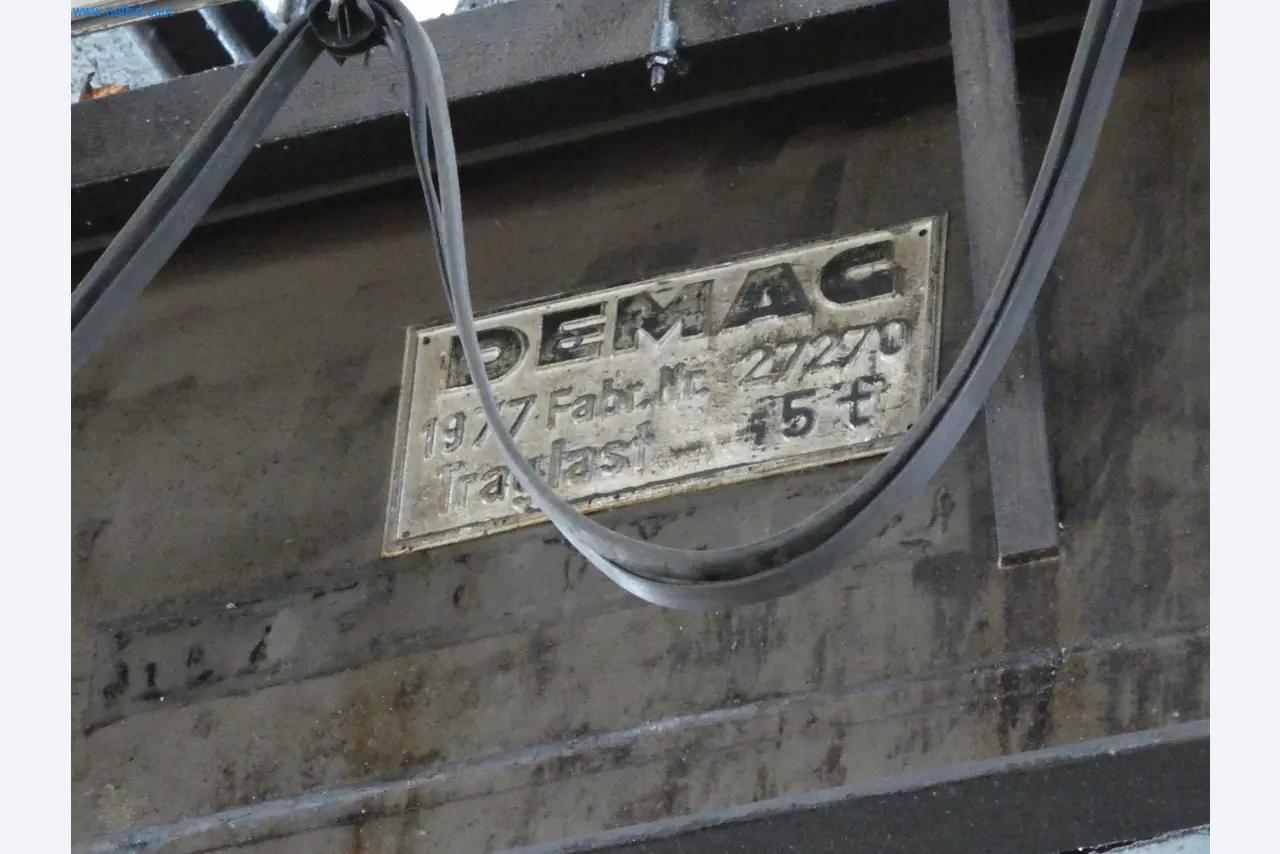 DEMAG
1977 Fabr. Nr. 27270
Traglast - 5 t